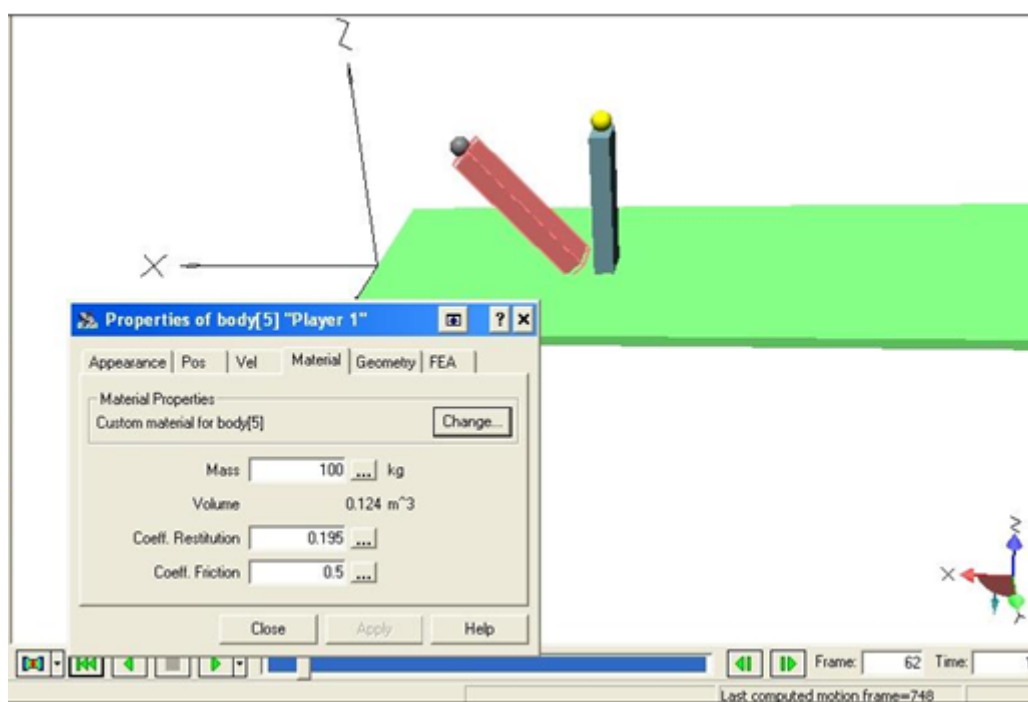 Z
X
Properties of body[5] "Player 1"
Appearance Pos Vel Material Geometry FEA
Material Properties
Custom material for body[5]
Change...
Mass 100 ... kg
Volume 0.124 m^3
Coeff. Restitution 0.195 ...
Coeff. Friction 0.5 ...
Close Apply Help
Z
X
Y
Frame: 62 Time: 1
Last computed motion frame=748